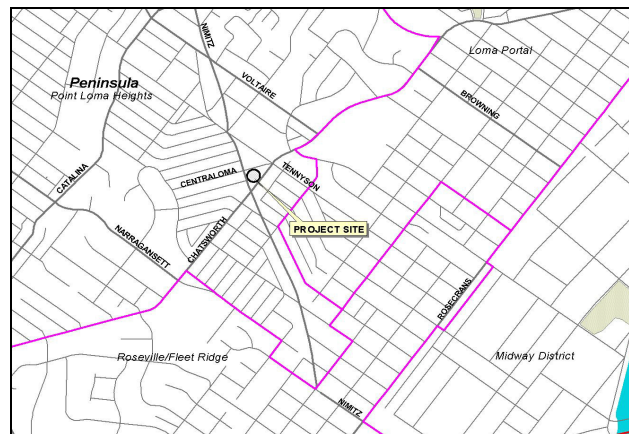 NIMITZ
Loma Portal
Peninsula
Point Loma Heights
VOLTAIRE
BROWNING
CENTRALOMA
TENNYSON
CATALINA
PROJECT SITE
NARRAGANSETT
CHATSWORTH
ROSECRANS
Roseville/Fleet Ridge
Midway District
NIMITZ